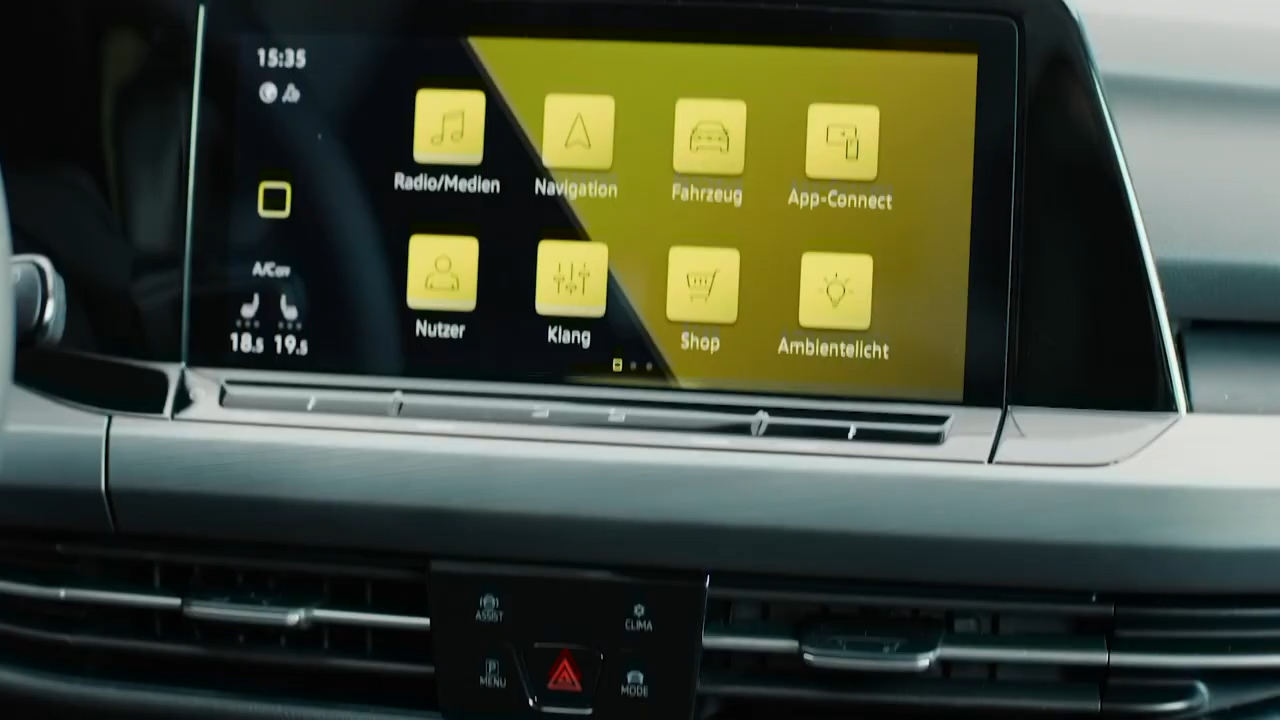 15:35
Radio/Medien
Navigation
Fahrzeug
App-Connect
Nutzer
Klang
Shop
Ambientelicht
18.5 19.5
ASSIST
CLIMA
P
MENU
MODE